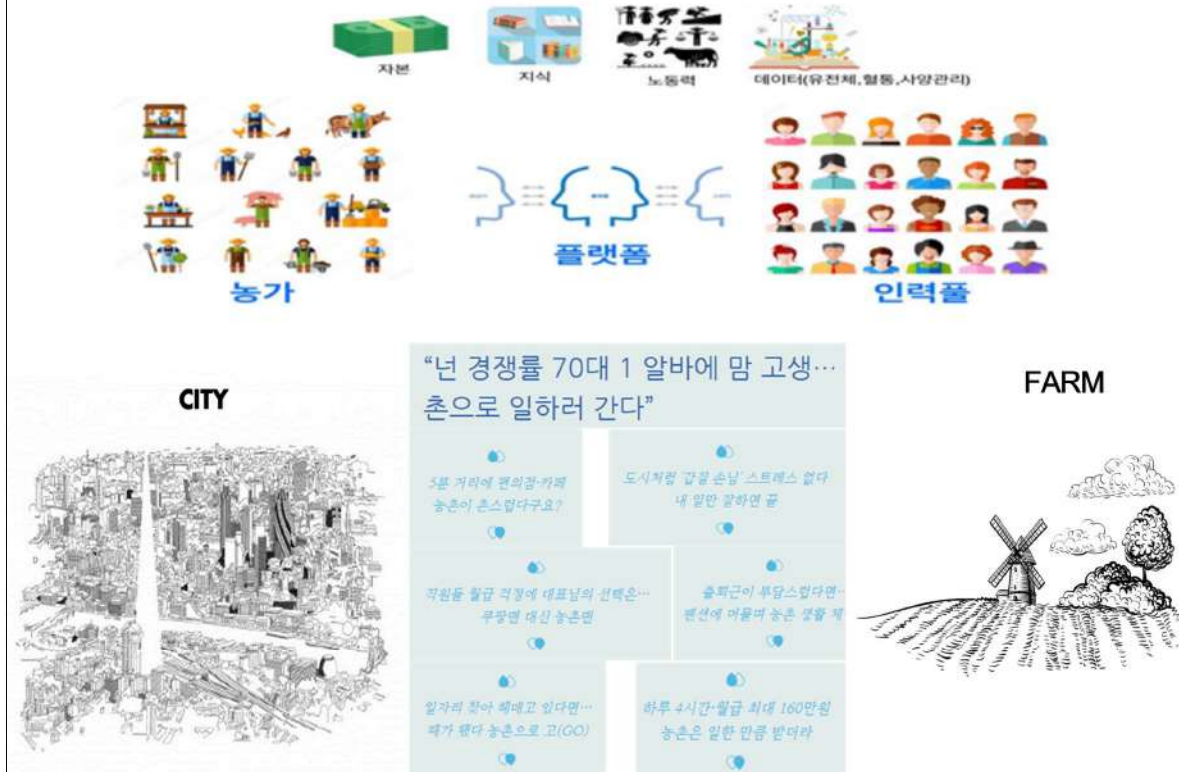 자본
지식
노동력
데이터(유전체,혈통,사양관리)
플랫폼
농가
인력풀
CITY
“넌 경쟁률 70대 1 알바에 맘 고생…
촌으로 일하러 간다”
FARM
5분 거리에 편의점·카페
농촌이 촌스럽다구요?
도시처럼 '갑질 손님' 스트레스 없다
내 일만 잘하면 끝
직원들 월급 걱정에 대표님의 선택은…
쿠팡맨 대신 농촌맨
출퇴근이 부담스럽다면…
펜션에 머물며 농촌 생활 체
일거리 찾아 헤매고 있다면…
때가 됐다 농촌으로 고(GO)
하루 4시간·월급 최대 160만원
농촌은 일한 만큼 받더라